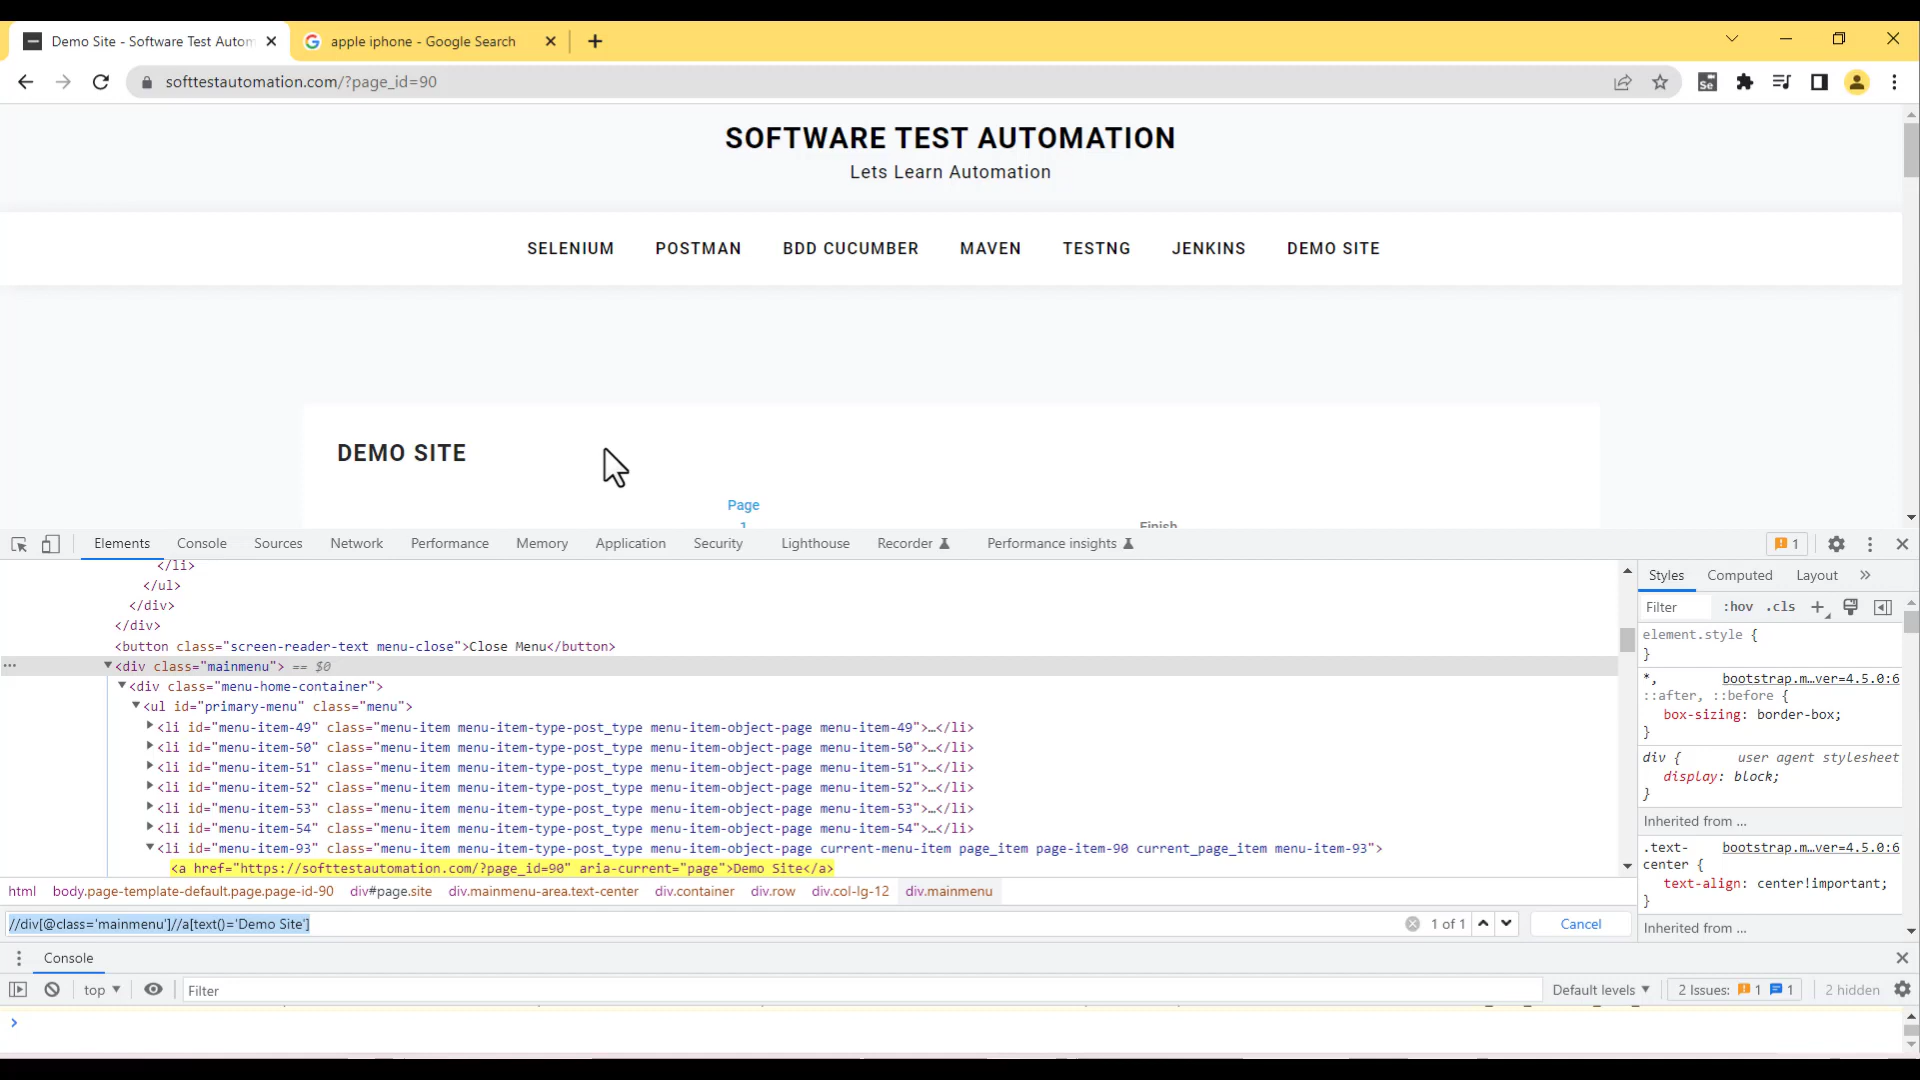 Demo Site - Software Test Autom
apple iphone - Google Search
softtestautomation.com/?page_id=90
SOFTWARE TEST AUTOMATION
Lets Learn Automation
SELENIUM POSTMAN BDD CUCUMBER MAVEN TESTNG JENKINS DEMO SITE
DEMO SITE
Page
1
Finish
Elements Console Sources Network Performance Memory Application Security Lighthouse Recorder Performance insights 1
</li>
</ul>
</div>
</div>
<button class="screen-reader-text menu-close">Close Menu</button>
<div class="mainmenu"> == $0
<div class="menu-home-container">
<ul id="primary-menu" class="menu">
<li id="menu-item-49" class="menu-item menu-item-type-post_type menu-item-object-page menu-item-49">…</li>
<li id="menu-item-50" class="menu-item menu-item-type-post_type menu-item-object-page menu-item-50">…</li>
<li id="menu-item-51" class="menu-item menu-item-type-post_type menu-item-object-page menu-item-51">…</li>
<li id="menu-item-52" class="menu-item menu-item-type-post_type menu-item-object-page menu-item-52">…</li>
<li id="menu-item-53" class="menu-item menu-item-type-post_type menu-item-object-page menu-item-53">…</li>
<li id="menu-item-54" class="menu-item menu-item-type-post_type menu-item-object-page menu-item-54">…</li>
<li id="menu-item-93" class="menu-item menu-item-type-post_type menu-item-object-page current-menu-item page_item page-item-90 current_page_item menu-item-93">
<a href="https://softtestautomation.com/?page_id=90" aria-current="page">Demo Site</a>
html body.page-template-default.page.page-id-90 div#page.site div.mainmenu-area.text-center div.container div.row div.col-lg-12 div.mainmenu
//div[@class='mainmenu']//a[text()='Demo Site'] 1 of 1 Cancel
Styles Computed Layout
Filter :hov .cls
element.style {
}
*, bootstrap.m…ver=4.5.0:6
::after, ::before {
box-sizing: border-box;
}
div { user agent stylesheet
display: block;
}
Inherited from ...
.text- bootstrap.m…ver=4.5.0:6
center {
text-align: center!important;
}
Inherited from ...
Console
top Filter Default levels 2 Issues: 1 1 2 hidden